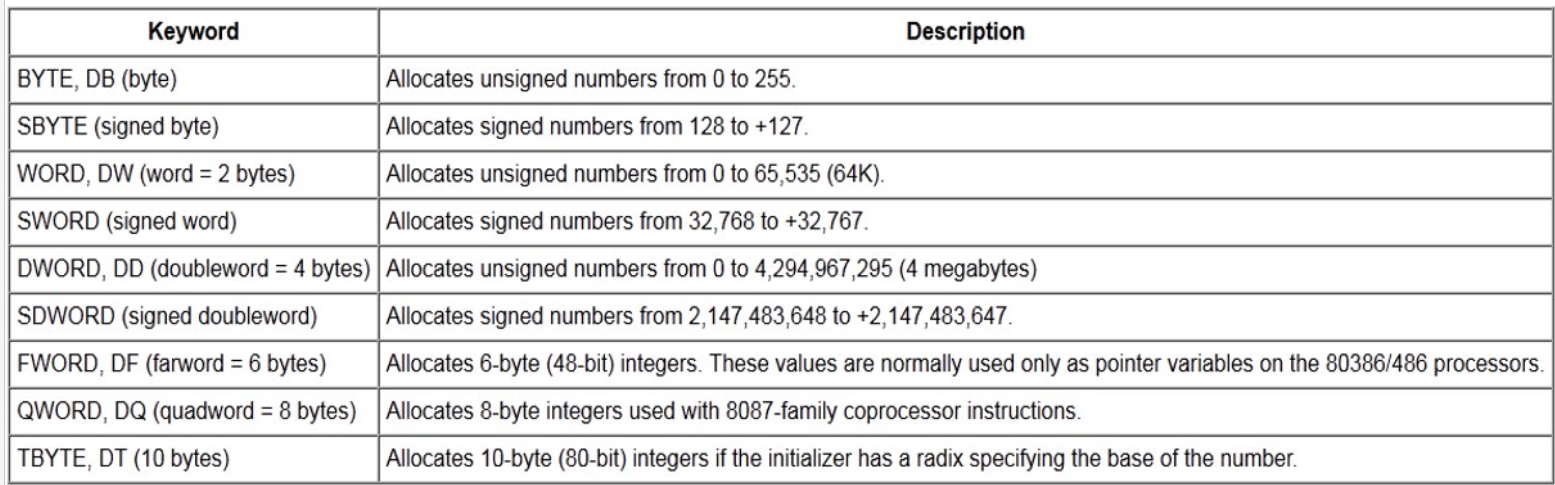 Keyword Description
BYTE, DB (byte) Allocates unsigned numbers from 0 to 255.
SBYTE (signed byte) Allocates signed numbers from 128 to +127.
WORD, DW (word = 2 bytes) Allocates unsigned numbers from 0 to 65,535 (64K).
SWORD (signed word) Allocates signed numbers from 32,768 to +32,767.
DWORD, DD (doubleword = 4 bytes) Allocates unsigned numbers from 0 to 4,294,967,295 (4 megabytes)
SDWORD (signed doubleword) Allocates signed numbers from 2,147,483,648 to +2,147,483,647.
FWORD, DF (farword = 6 bytes) Allocates 6-byte (48-bit) integers. These values are normally used only as pointer variables on the 80386/486 processors.
QWORD, DQ (quadword = 8 bytes) Allocates 8-byte integers used with 8087-family coprocessor instructions.
TBYTE, DT (10 bytes) Allocates 10-byte (80-bit) integers if the initializer has a radix specifying the base of the number.